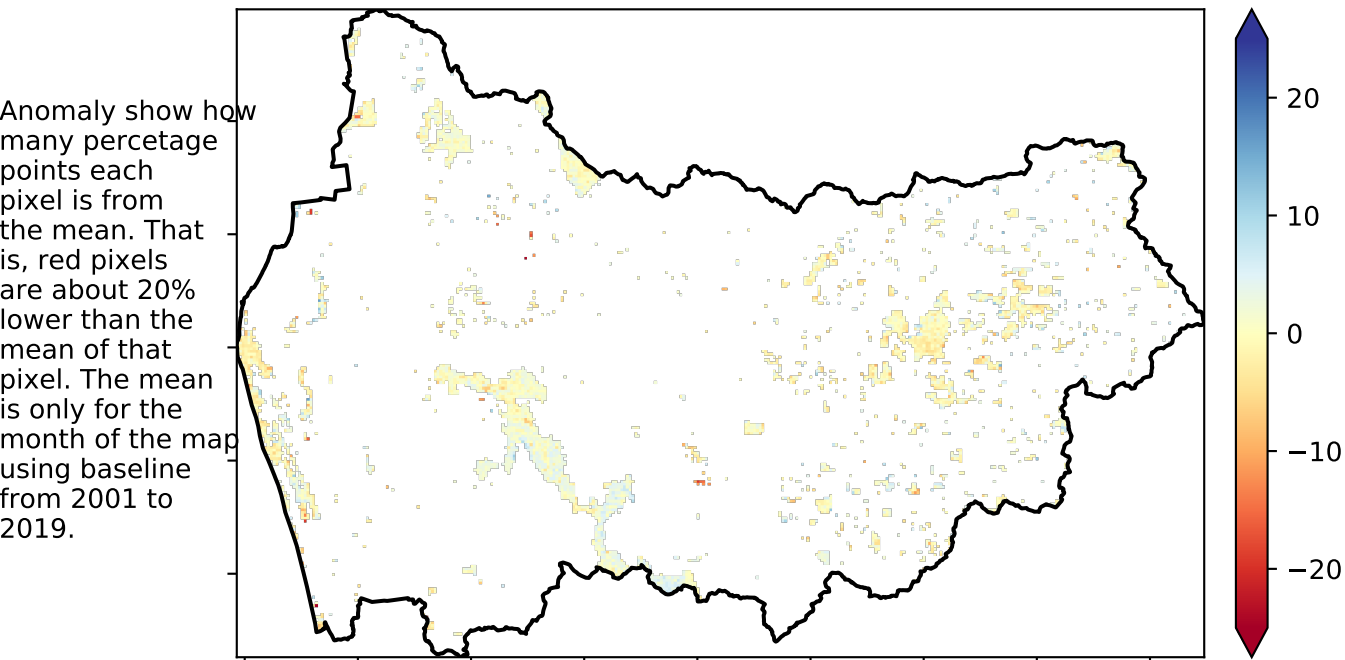 Anomaly show how
many percetage
points each
pixel is from
the mean. That
is, red pixels
are about 20%
lower than the
mean of that
pixel. The mean
is only for the
month of the map
using baseline
from 2001 to
2019.
20
10
0
−10
−20